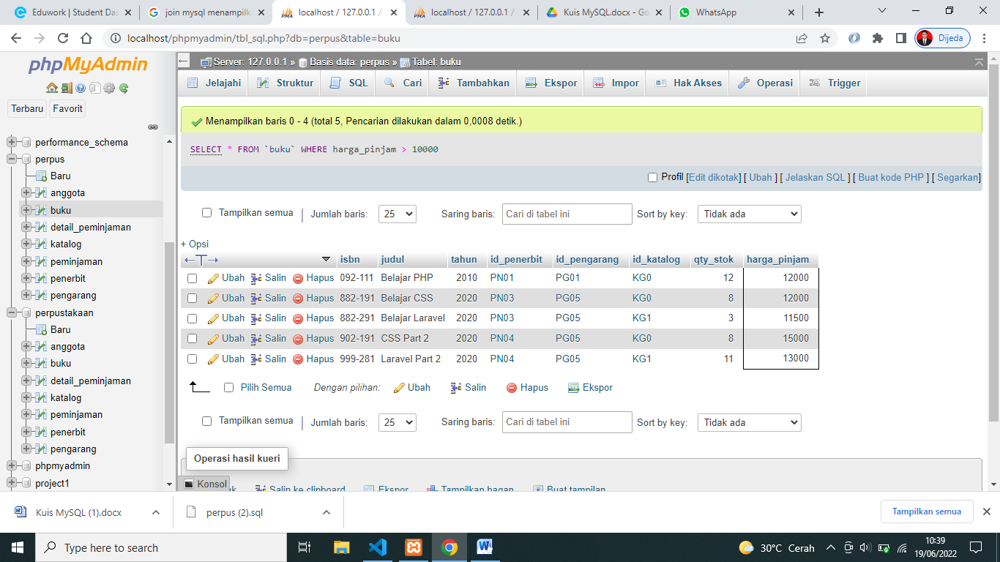 Eduwork | Student Das
join mysql menampilk
localhost / 127.0.0.1 /
localhost / 127.0.0.1 /
Kuis MySQL.docx - Go
WhatsApp
localhost/phpmyadmin/tbl_sql.php?db=perpus&table=buku
Dijeda
phpMyAdmin
Terbaru Favorit
performance_schema
perpus
Baru
anggota
buku
detail_peminjaman
katalog
peminjaman
penerbit
pengarang
perpustakaan
Baru
anggota
buku
detail_peminjaman
katalog
peminjaman
penerbit
pengarang
phpmyadmin
project1
Server: 127.0.0.1 » Basis data: perpus » Tabel: buku
Jelajahi Struktur SQL Cari Tambahkan Ekspor Impor Hak Akses Operasi Trigger
Menampilkan baris 0 - 4 (total 5, Pencarian dilakukan dalam 0,0008 detik.)
SELECT * FROM `buku` WHERE harga_pinjam > 10000
Profil [Edit dikotak] [ Ubah ] [ Jelaskan SQL ] [ Buat kode PHP ] [ Segarkan]
Tampilkan semua | Jumlah baris: 25 Saring baris: Cari di tabel ini Sort by key: Tidak ada
+ Opsi
←T→ isbn judul tahun id_penerbit id_pengarang id_katalog qty_stok harga_pinjam
Ubah Salin Hapus 092-111 Belajar PHP 2010 PN01 PG01 KG0 12 12000
Ubah Salin Hapus 882-191 Belajar CSS 2020 PN03 PG05 KG0 8 12000
Ubah Salin Hapus 882-291 Belajar Laravel 2020 PN03 PG05 KG1 3 11500
Ubah Salin Hapus 902-191 CSS Part 2 2020 PN04 PG05 KG0 8 15000
Ubah Salin Hapus 999-281 Laravel Part 2 2020 PN04 PG05 KG1 11 13000
Pilih Semua Dengan pilihan: Ubah Salin Hapus Ekspor
Tampilkan semua | Jumlah baris: 25 Saring baris: Cari di tabel ini Sort by key: Tidak ada
Operasi hasil kueri
Konsol
Salin ke clipboard Ekspor Tampilkan bagan Buat tampilan
Kuis MySQL (1).docx
perpus (2).sql
Tampilkan semua
Type here to search
30°C Cerah
10:39
19/06/2022